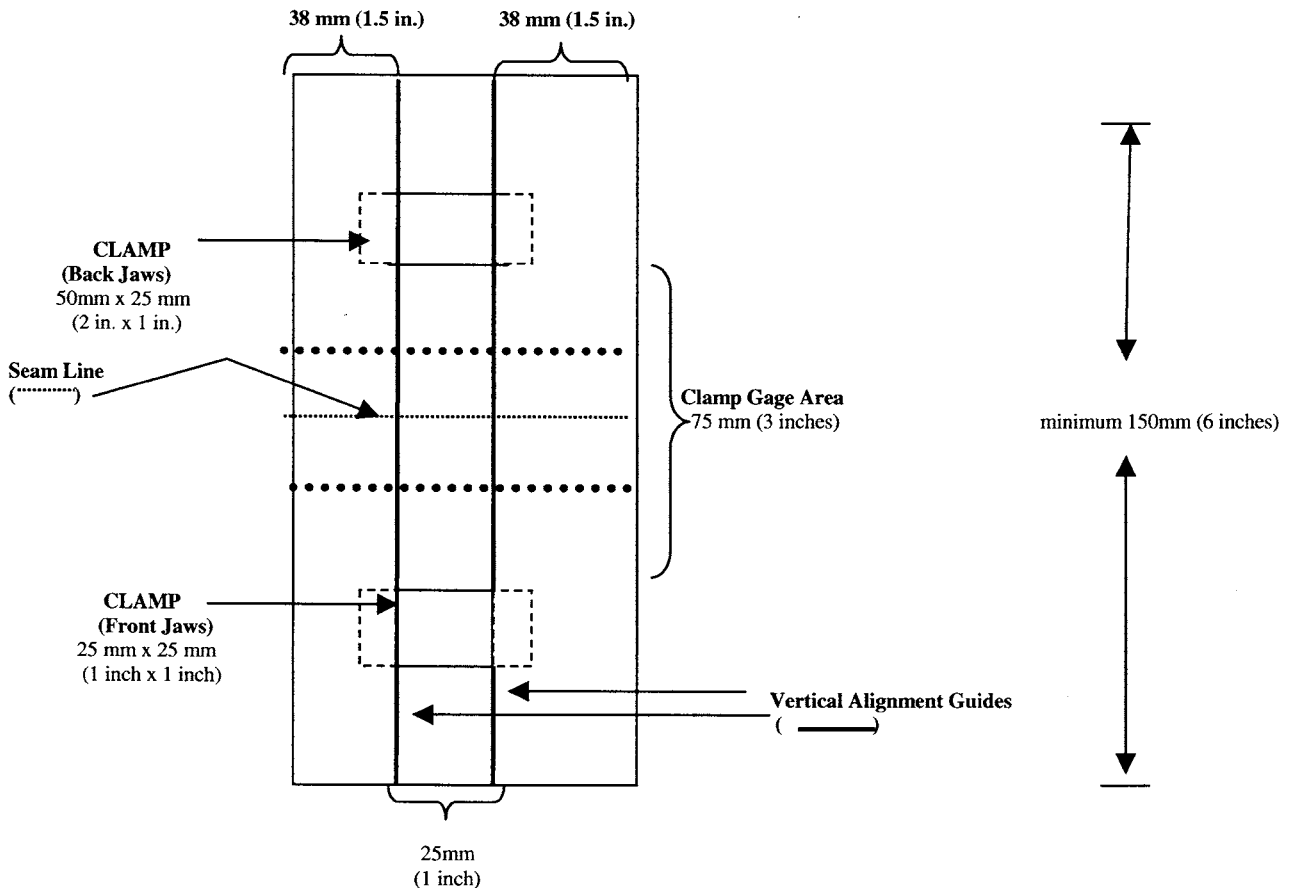 38 mm (1.5 in.)
38 mm (1.5 in.)
CLAMP
(Back Jaws)
50mm x 25 mm
(2 in. x 1 in.)
Seam Line
( )
Clamp Gage Area
75 mm (3 inches)
minimum 150mm (6 inches)
CLAMP
(Front Jaws)
25 mm x 25 mm
(1 inch x 1 inch)
Vertical Alignment Guides
( )
25mm
(1 inch)